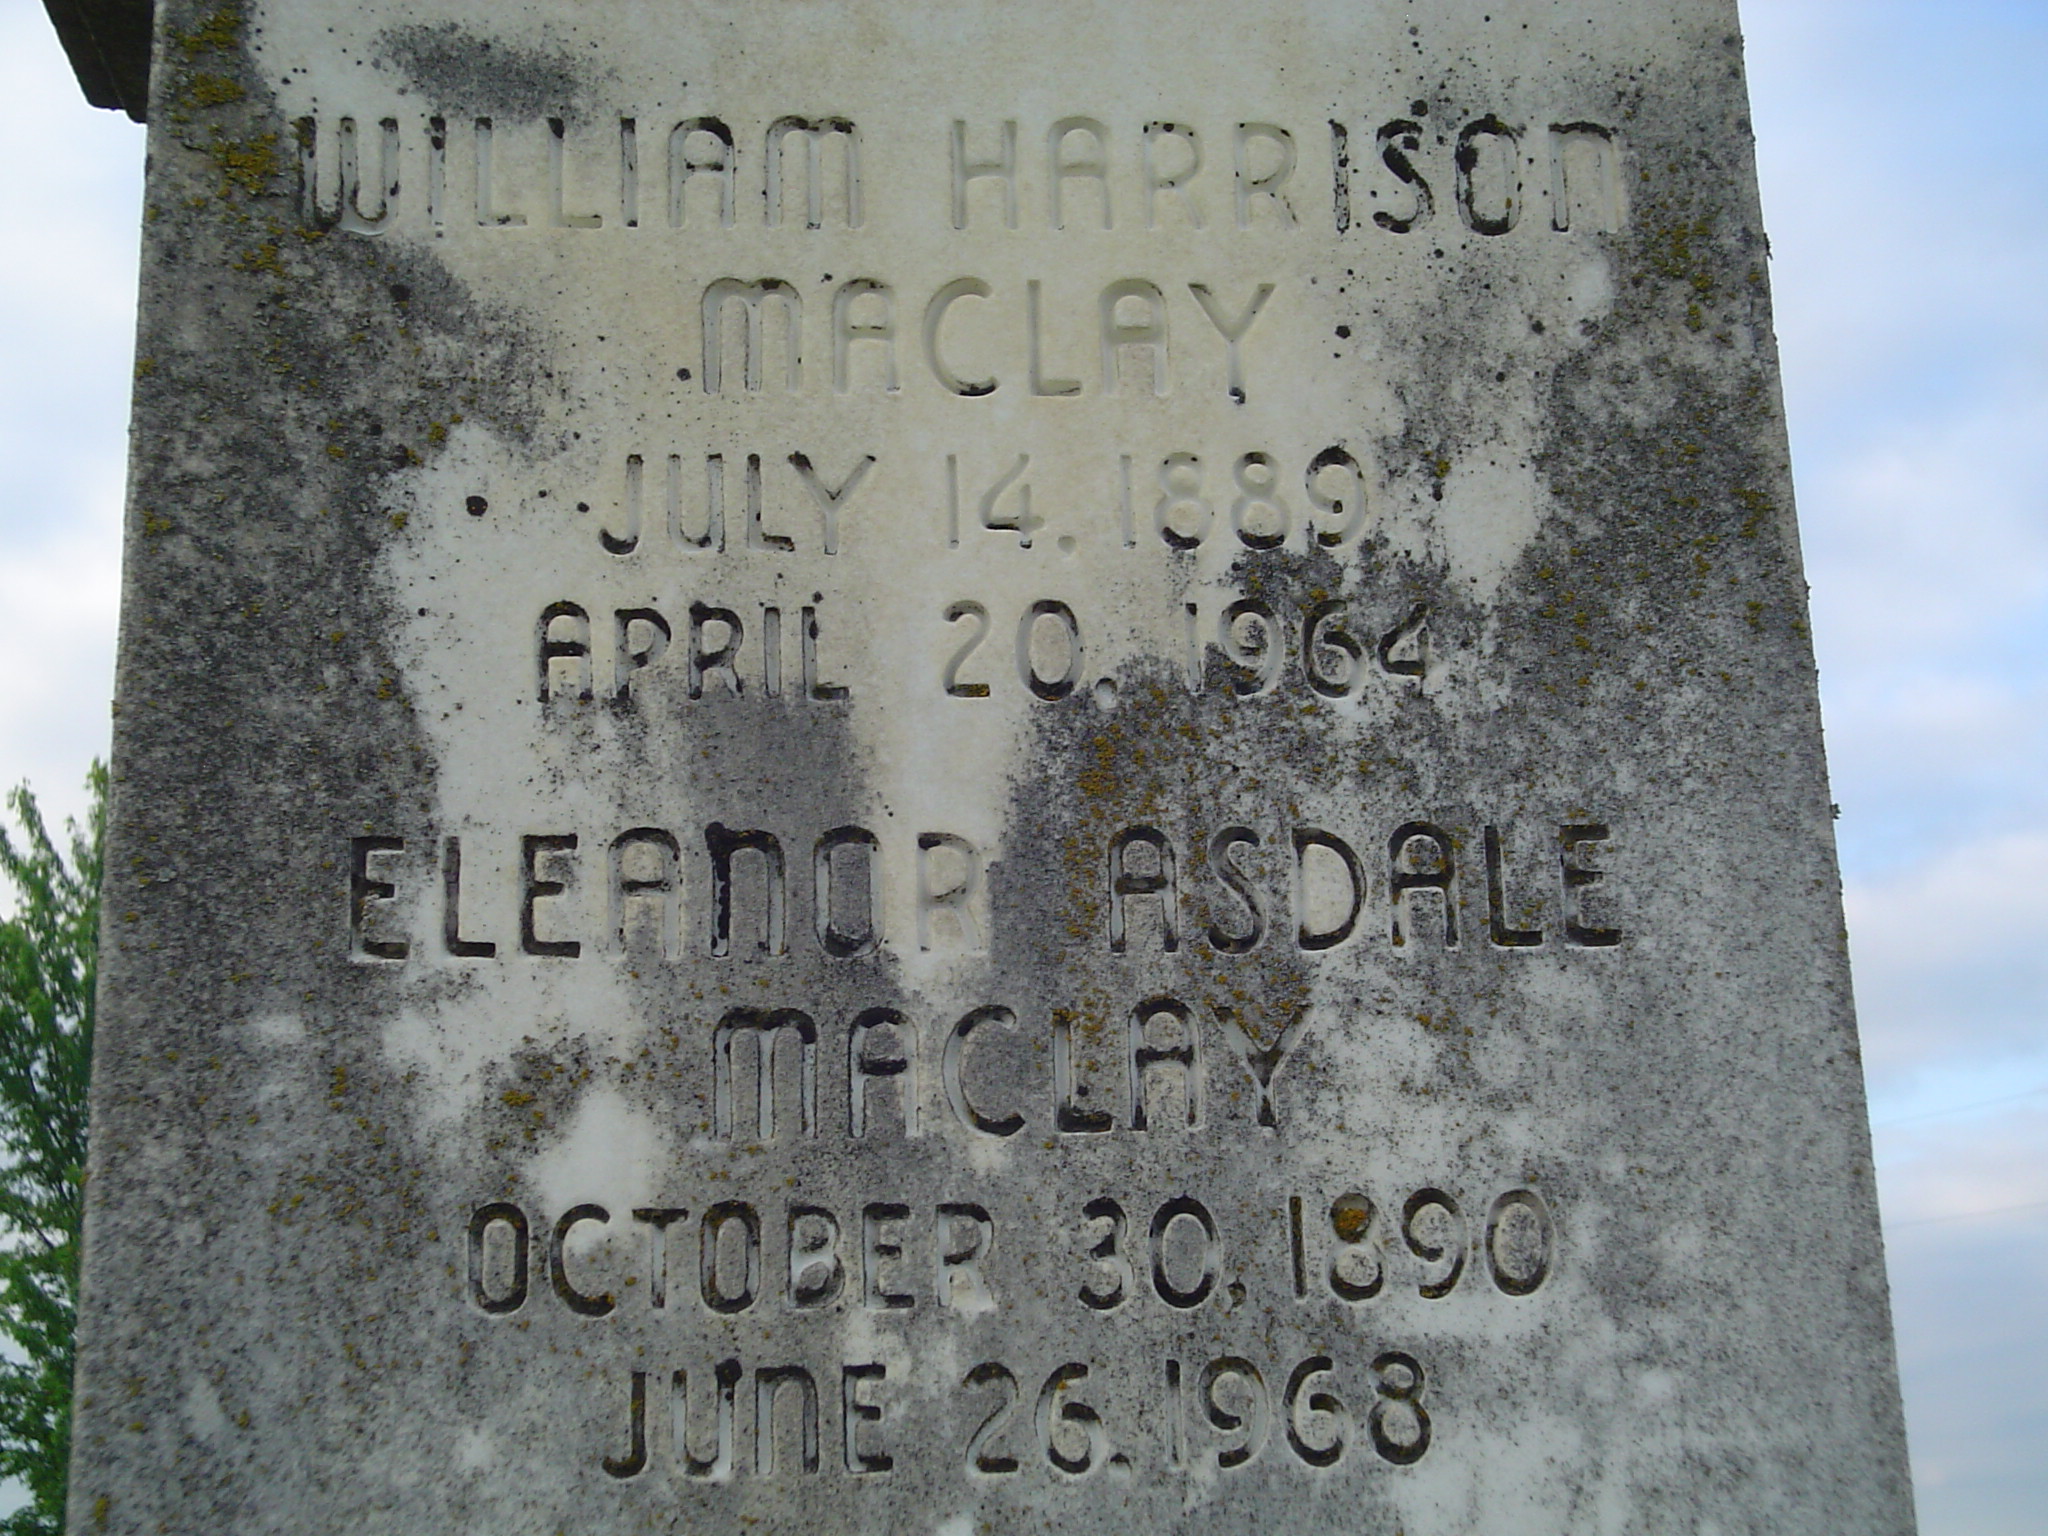 WILLIAM HARRISON
MACLAY
JULY 14, 1889
APRIL 20, 1964
ELEANOR ASDALE
MACLAY
OCTOBER 30, 1890
JUNE 26, 1968